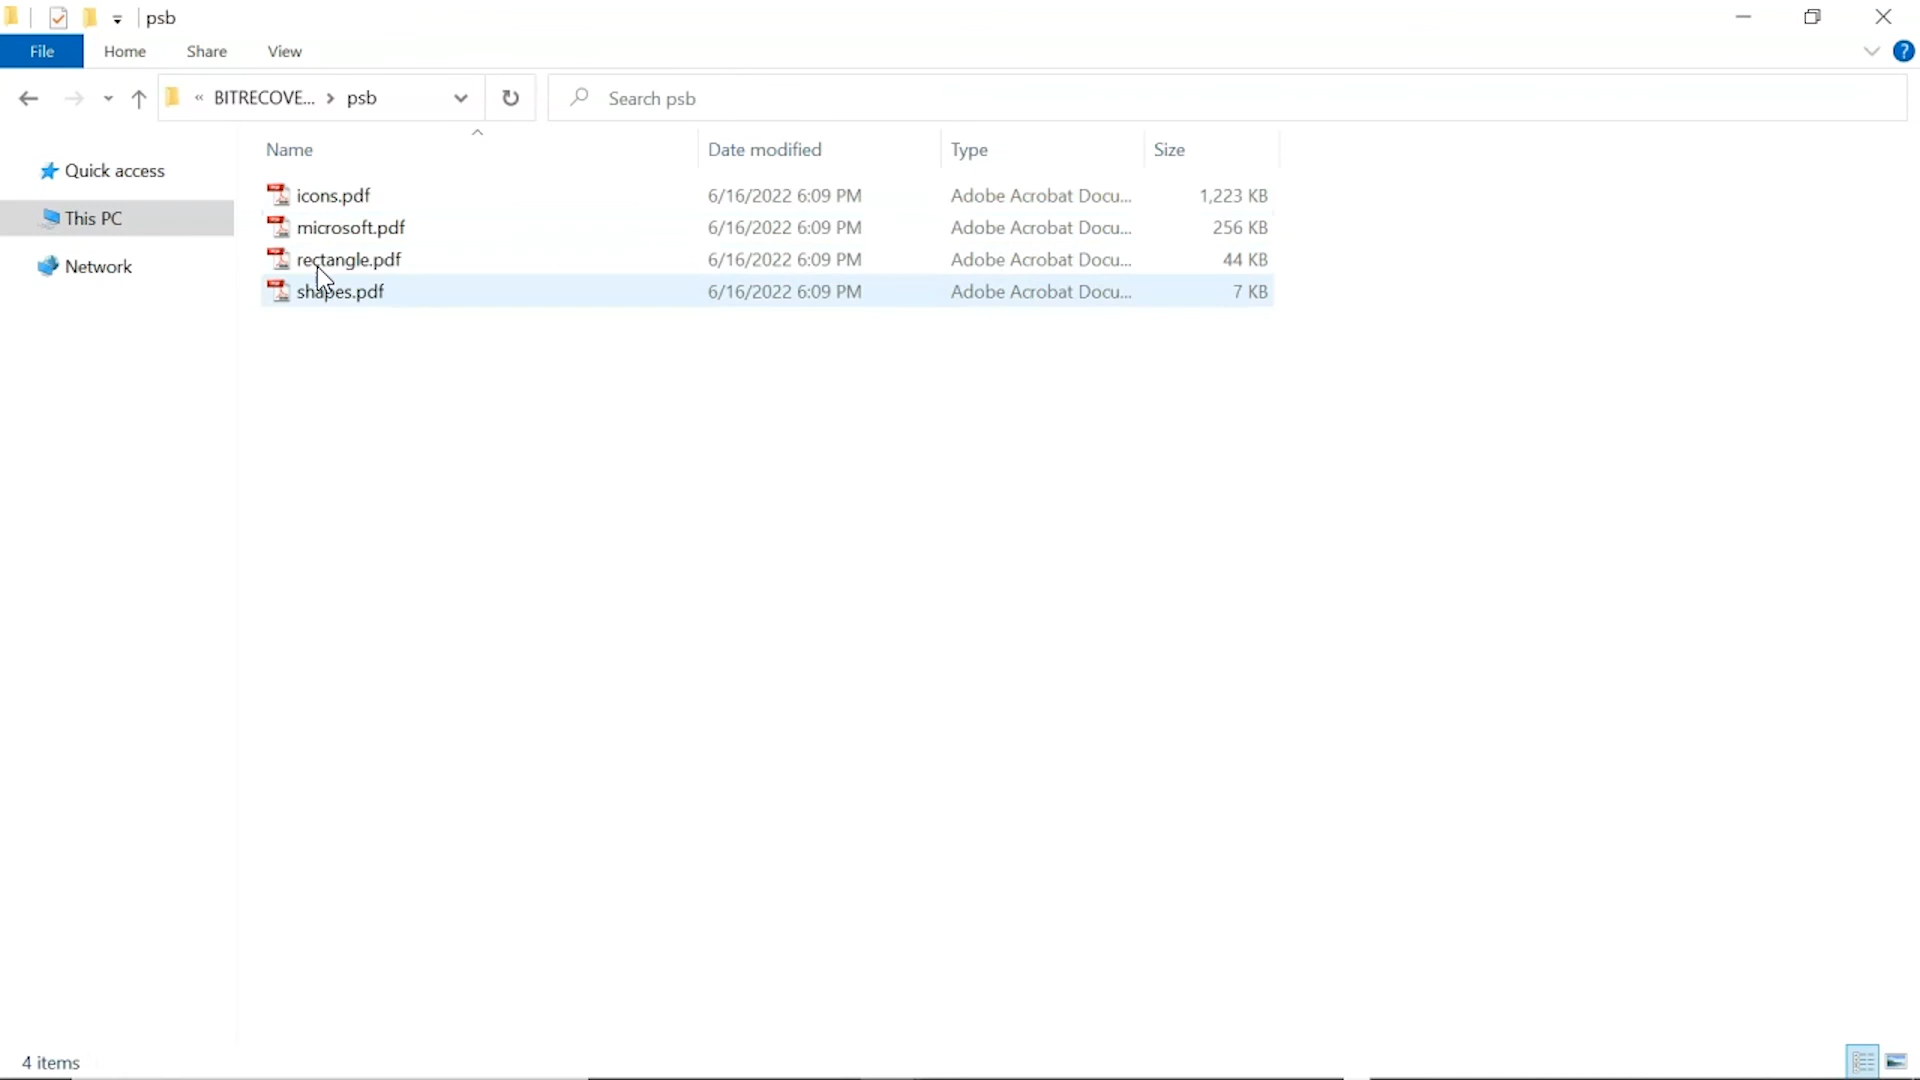 psb
File Home Share View
« BITRECOVE... > psb
Search psb
Name Date modified Type Size
Quick access
This PC
Network
icons.pdf 6/16/2022 6:09 PM Adobe Acrobat Docu... 1,223 KB
microsoft.pdf 6/16/2022 6:09 PM Adobe Acrobat Docu... 256 KB
rectangle.pdf 6/16/2022 6:09 PM Adobe Acrobat Docu... 44 KB
shapes.pdf 6/16/2022 6:09 PM Adobe Acrobat Docu... 7 KB
4 items